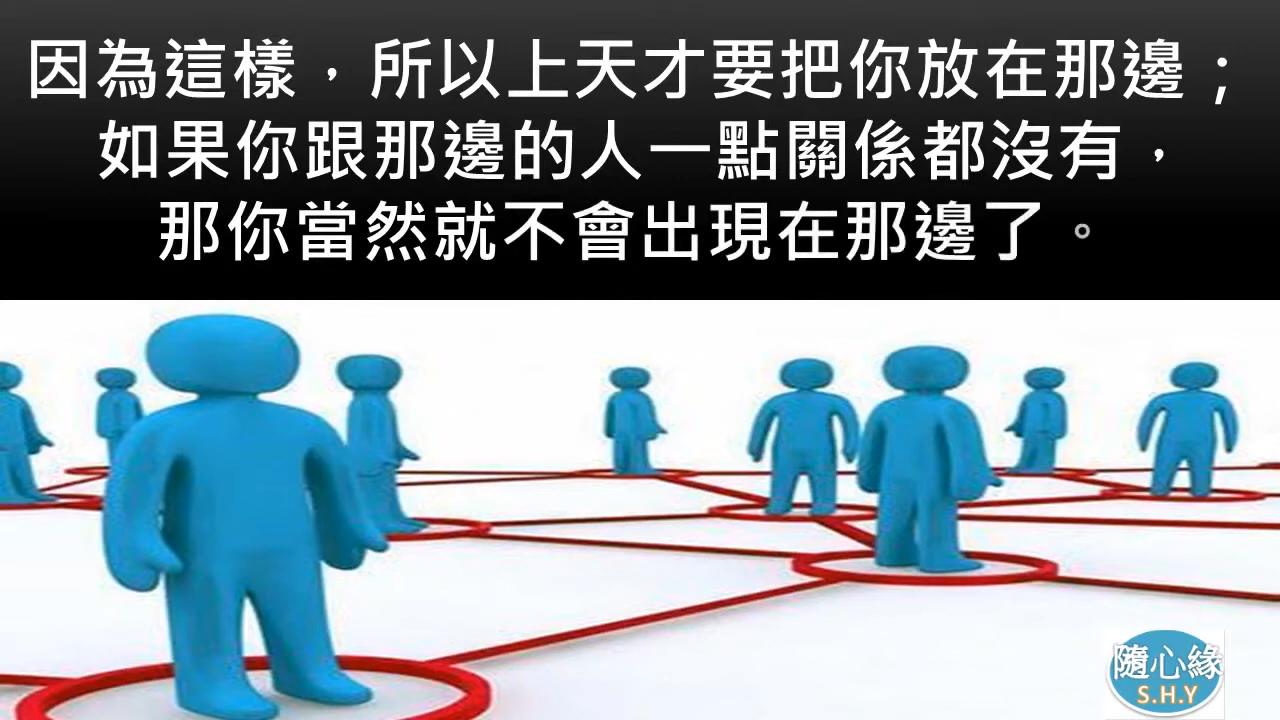 因為這樣，所以上天才要把你放在那邊；
如果你跟那邊的人一點關係都沒有，
那你當然就不會出現在那邊了。
隨心緣
S.H.Y